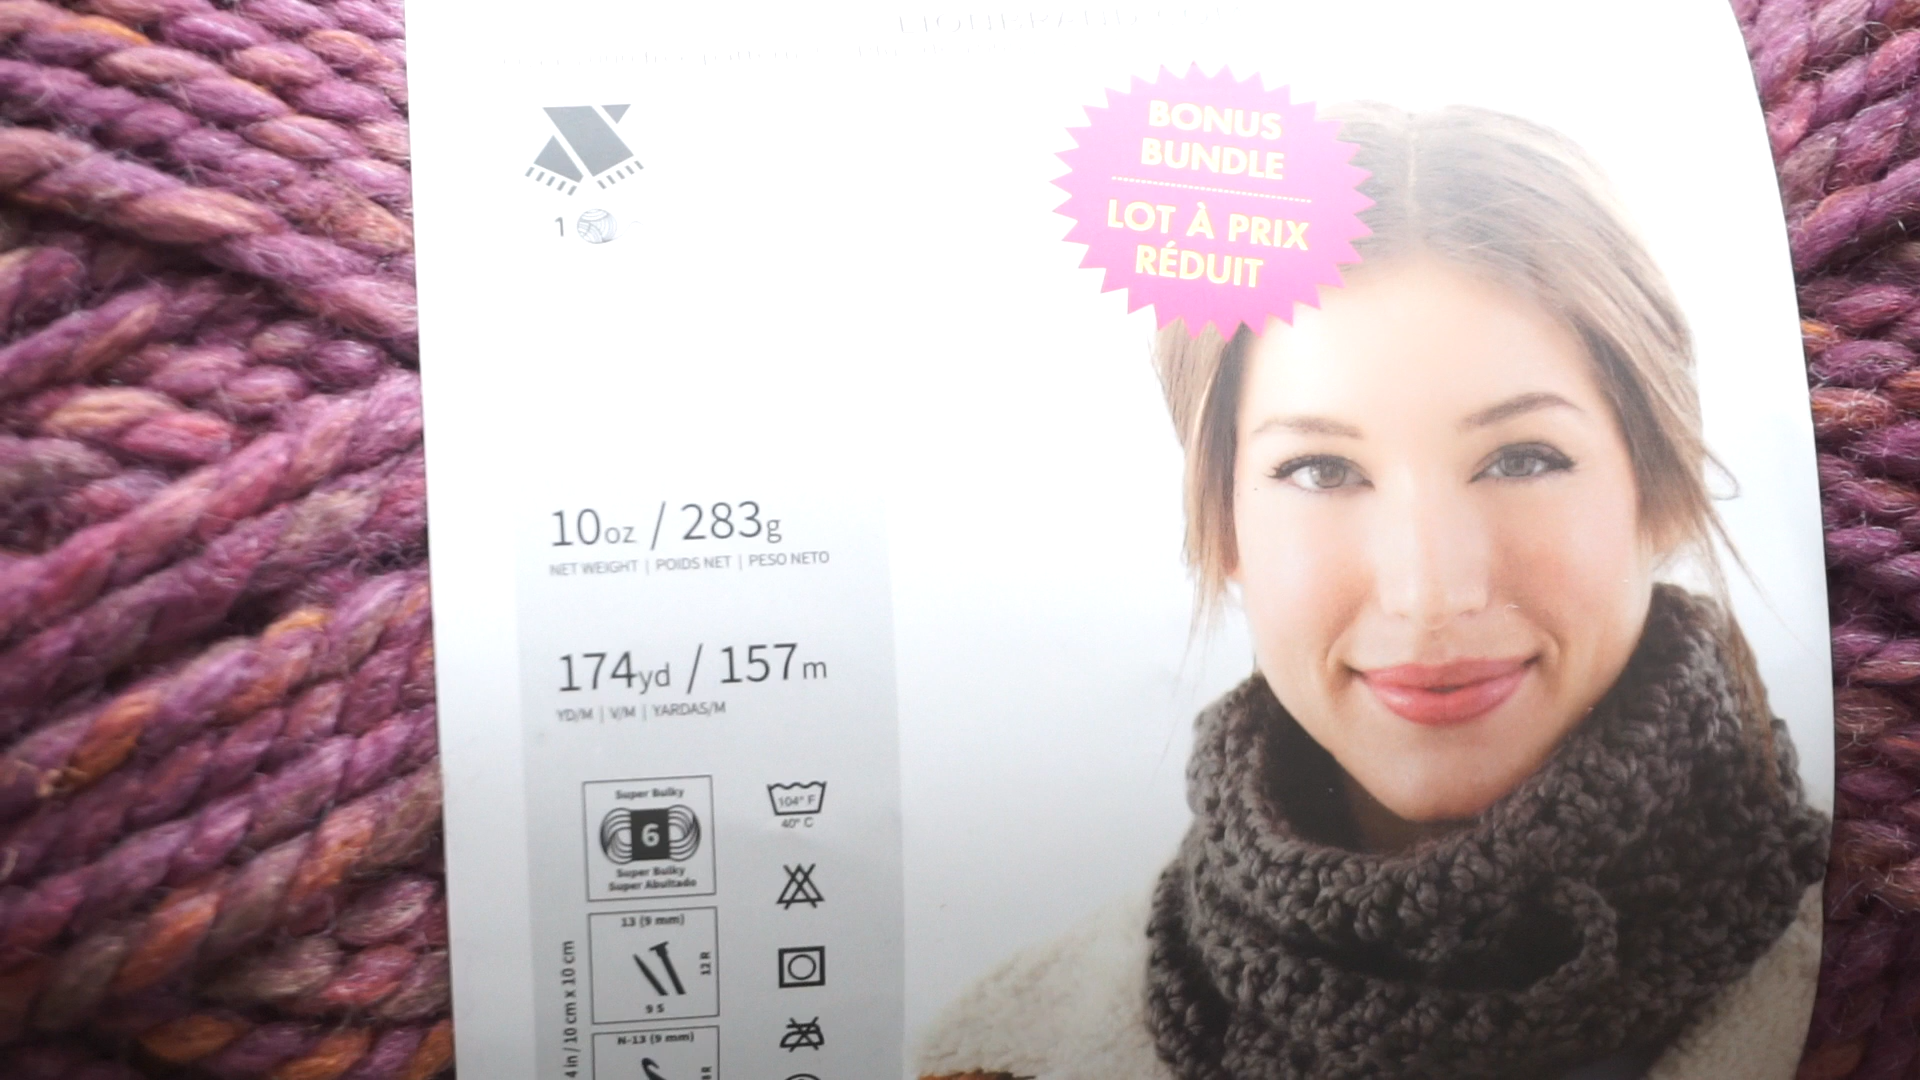 BONUS
BUNDLE
LOT À PRIX
RÉDUIT
1
10oz / 283g
NET WEIGHT | POIDS NET | PESO NETO
174yd / 157m
YD/M | V/M | YARDAS/M
Super Bulky
6
Super Bulky
Super Abultado
104° F
40° C
13 (9 mm)
12 R
9 S
4 in / 10 cm x 10 cm
N-13 (9 mm)